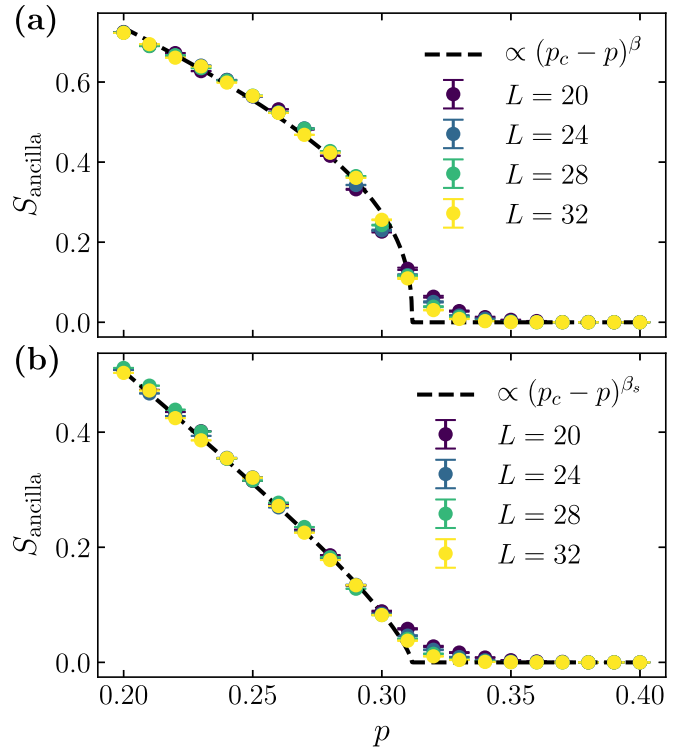 (a)
∝ (p_c − p)^β
L = 20
L = 24
L = 28
L = 32
S_ancilla
0.6
0.4
0.2
0.0
(b)
∝ (p_c − p)^{β_s}
L = 20
L = 24
L = 28
L = 32
S_ancilla
0.4
0.2
0.0
0.20 0.25 0.30 0.35 0.40
p